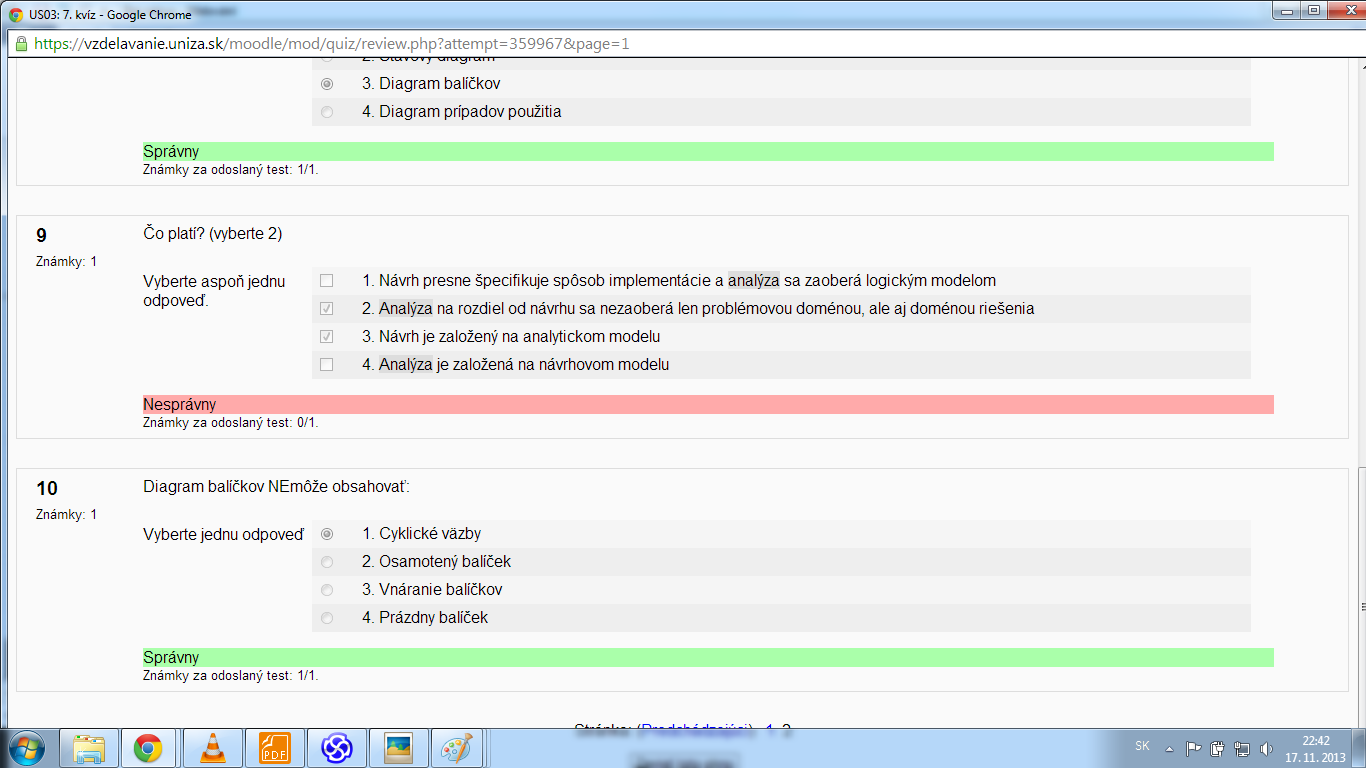 US03: 7. kvíz - Google Chrome
https://vzdelavanie.uniza.sk/moodle/mod/quiz/review.php?attempt=359967&page=1
2. Stavový diagram
3. Diagram balíčkov
4. Diagram prípadov použitia
Správny
Známky za odoslaný test: 1/1.
9
Známky: 1
Čo platí? (vyberte 2)
Vyberte aspoň jednu
odpoveď.
1. Návrh presne špecifikuje spôsob implementácie a analýza sa zaoberá logickým modelom
2. Analýza na rozdiel od návrhu sa nezaoberá len problémovou doménou, ale aj doménou riešenia
3. Návrh je založený na analytickom modelu
4. Analýza je založená na návrhovom modelu
Nesprávny
Známky za odoslaný test: 0/1.
10
Známky: 1
Diagram balíčkov NEmôže obsahovať:
Vyberte jednu odpoveď
1. Cyklické väzby
2. Osamotený balíček
3. Vnáranie balíčkov
4. Prázdny balíček
Správny
Známky za odoslaný test: 1/1.
Stránka: (Predchádzajúci) 1 2
PDF
SK
22:42
17. 11. 2013